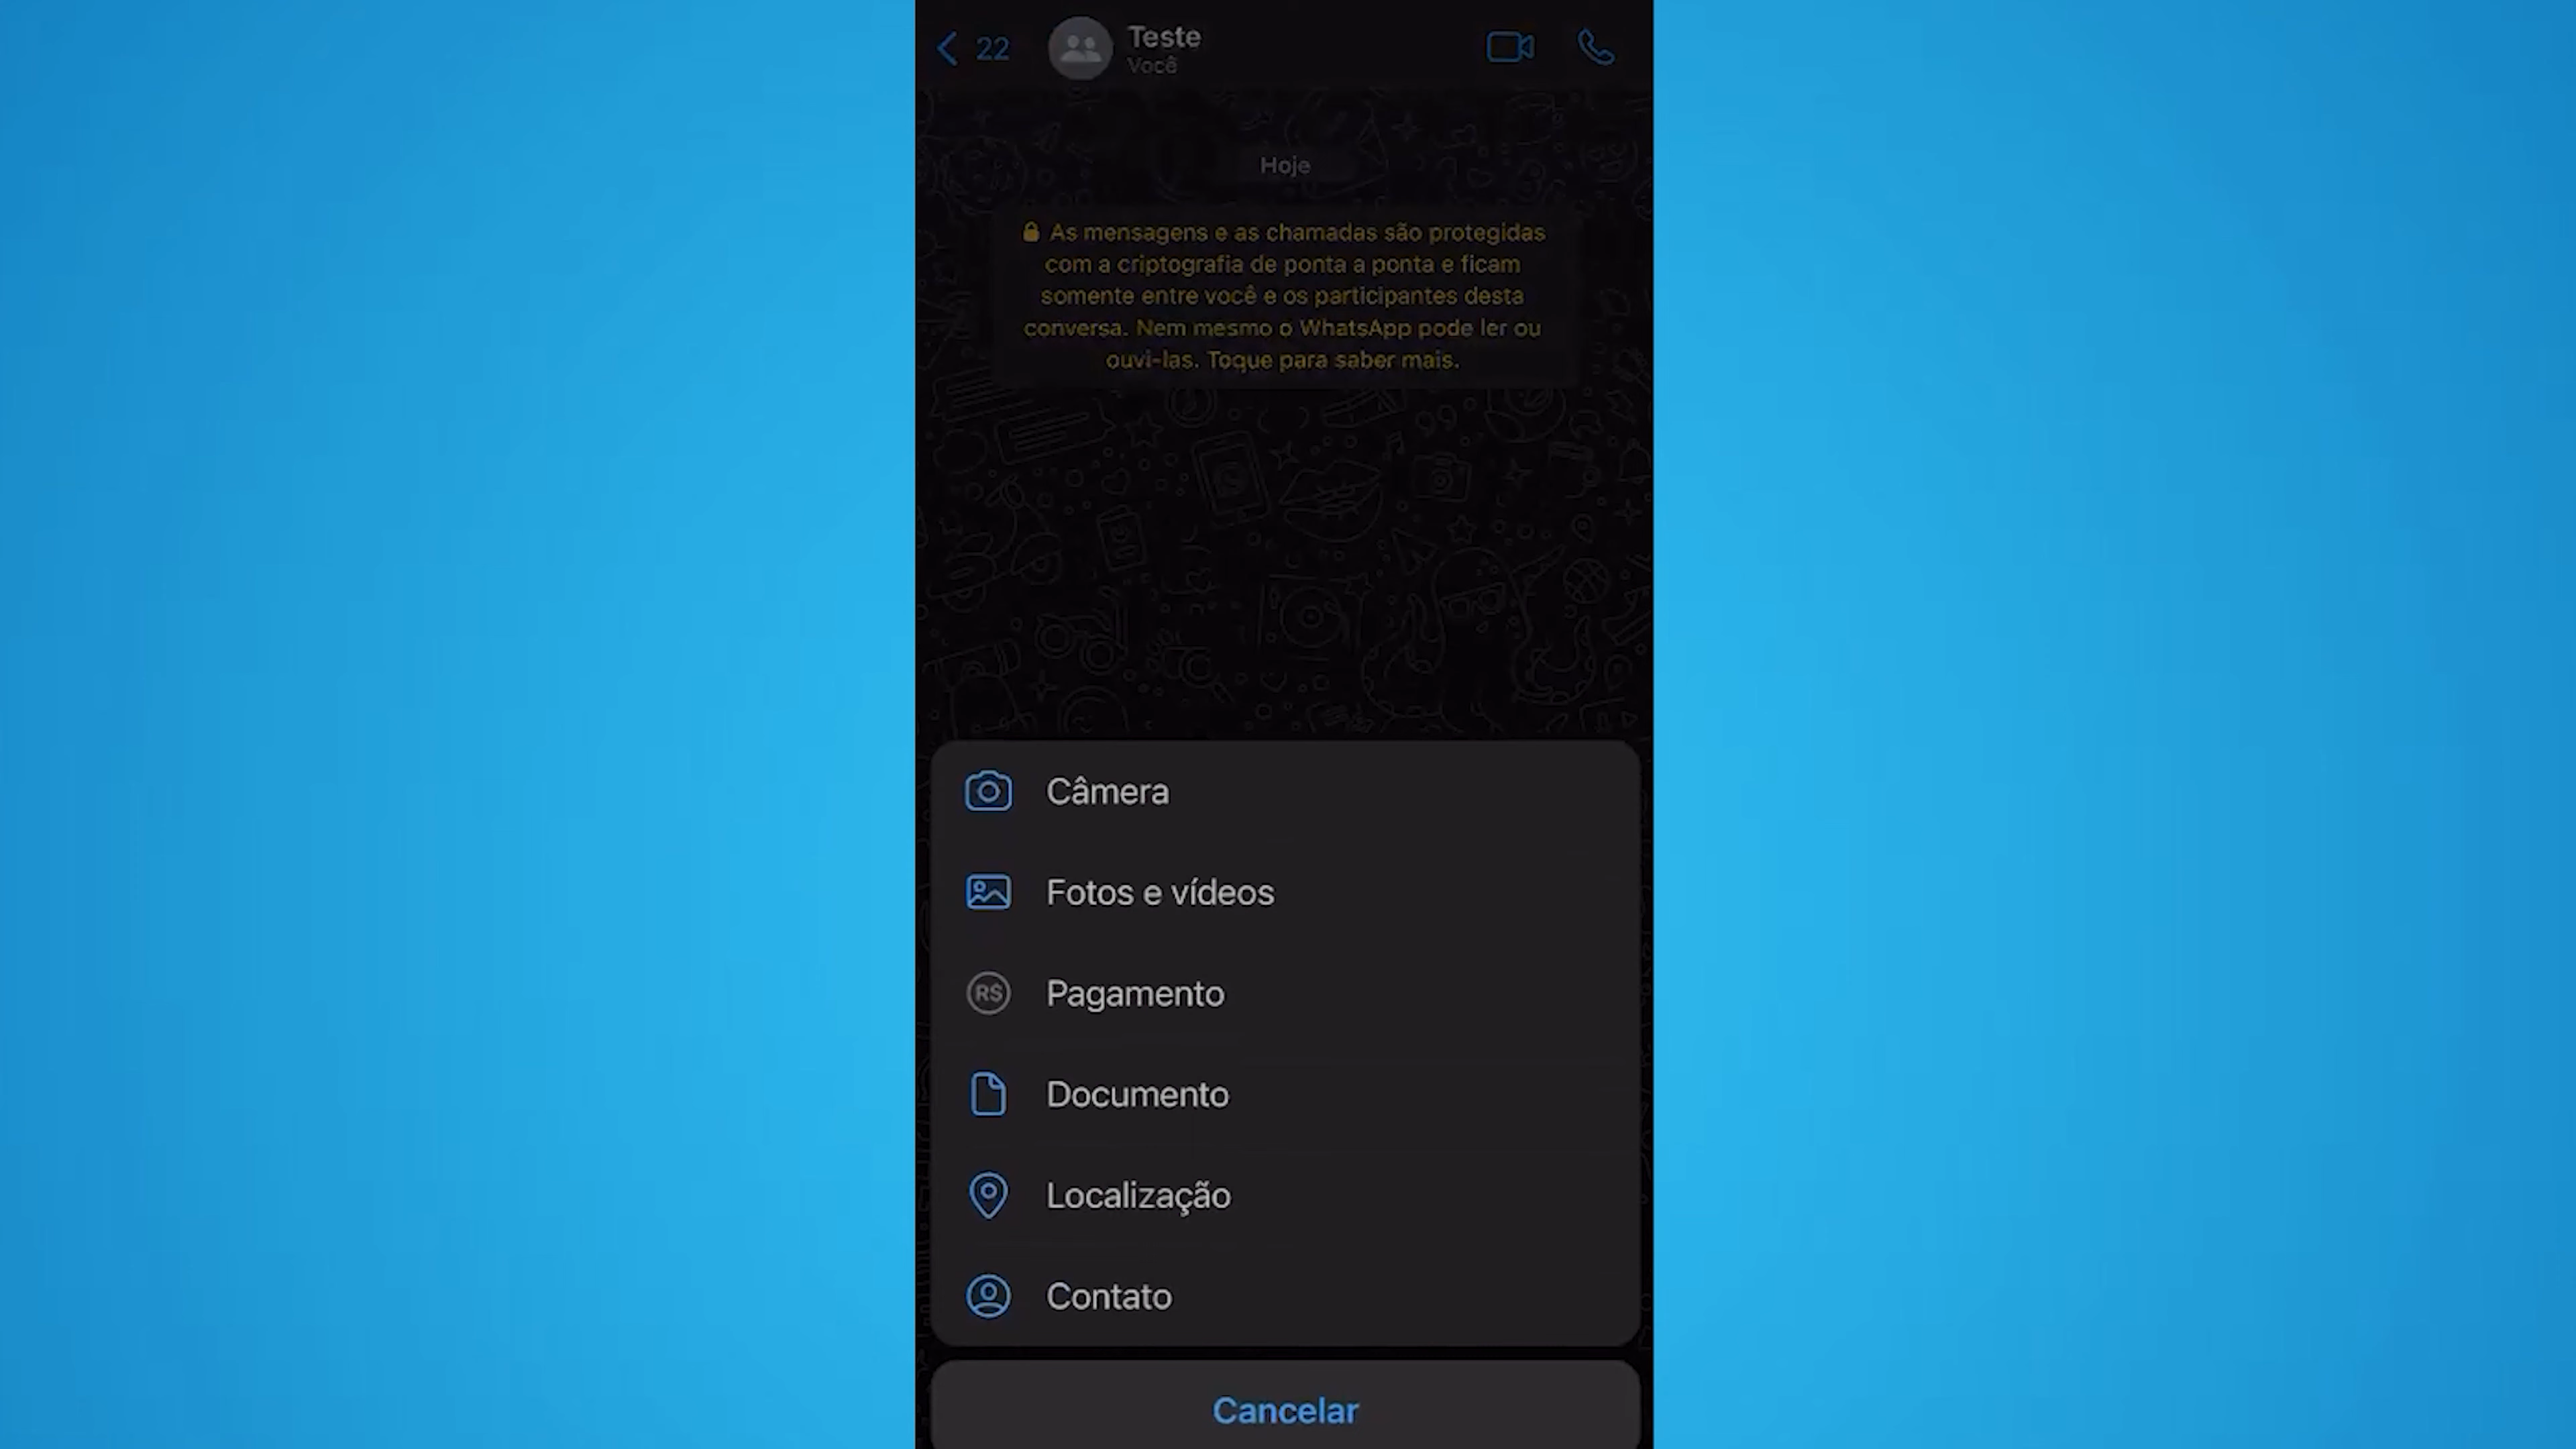 22
Teste
Você
Hoje
As mensagens e as chamadas são protegidas
com a criptografia de ponta a ponta e ficam
somente entre você e os participantes desta
conversa. Nem mesmo o WhatsApp pode ler ou
ouvi-las. Toque para saber mais.
Câmera
Fotos e vídeos
R$ Pagamento
Documento
Localização
Contato
Cancelar